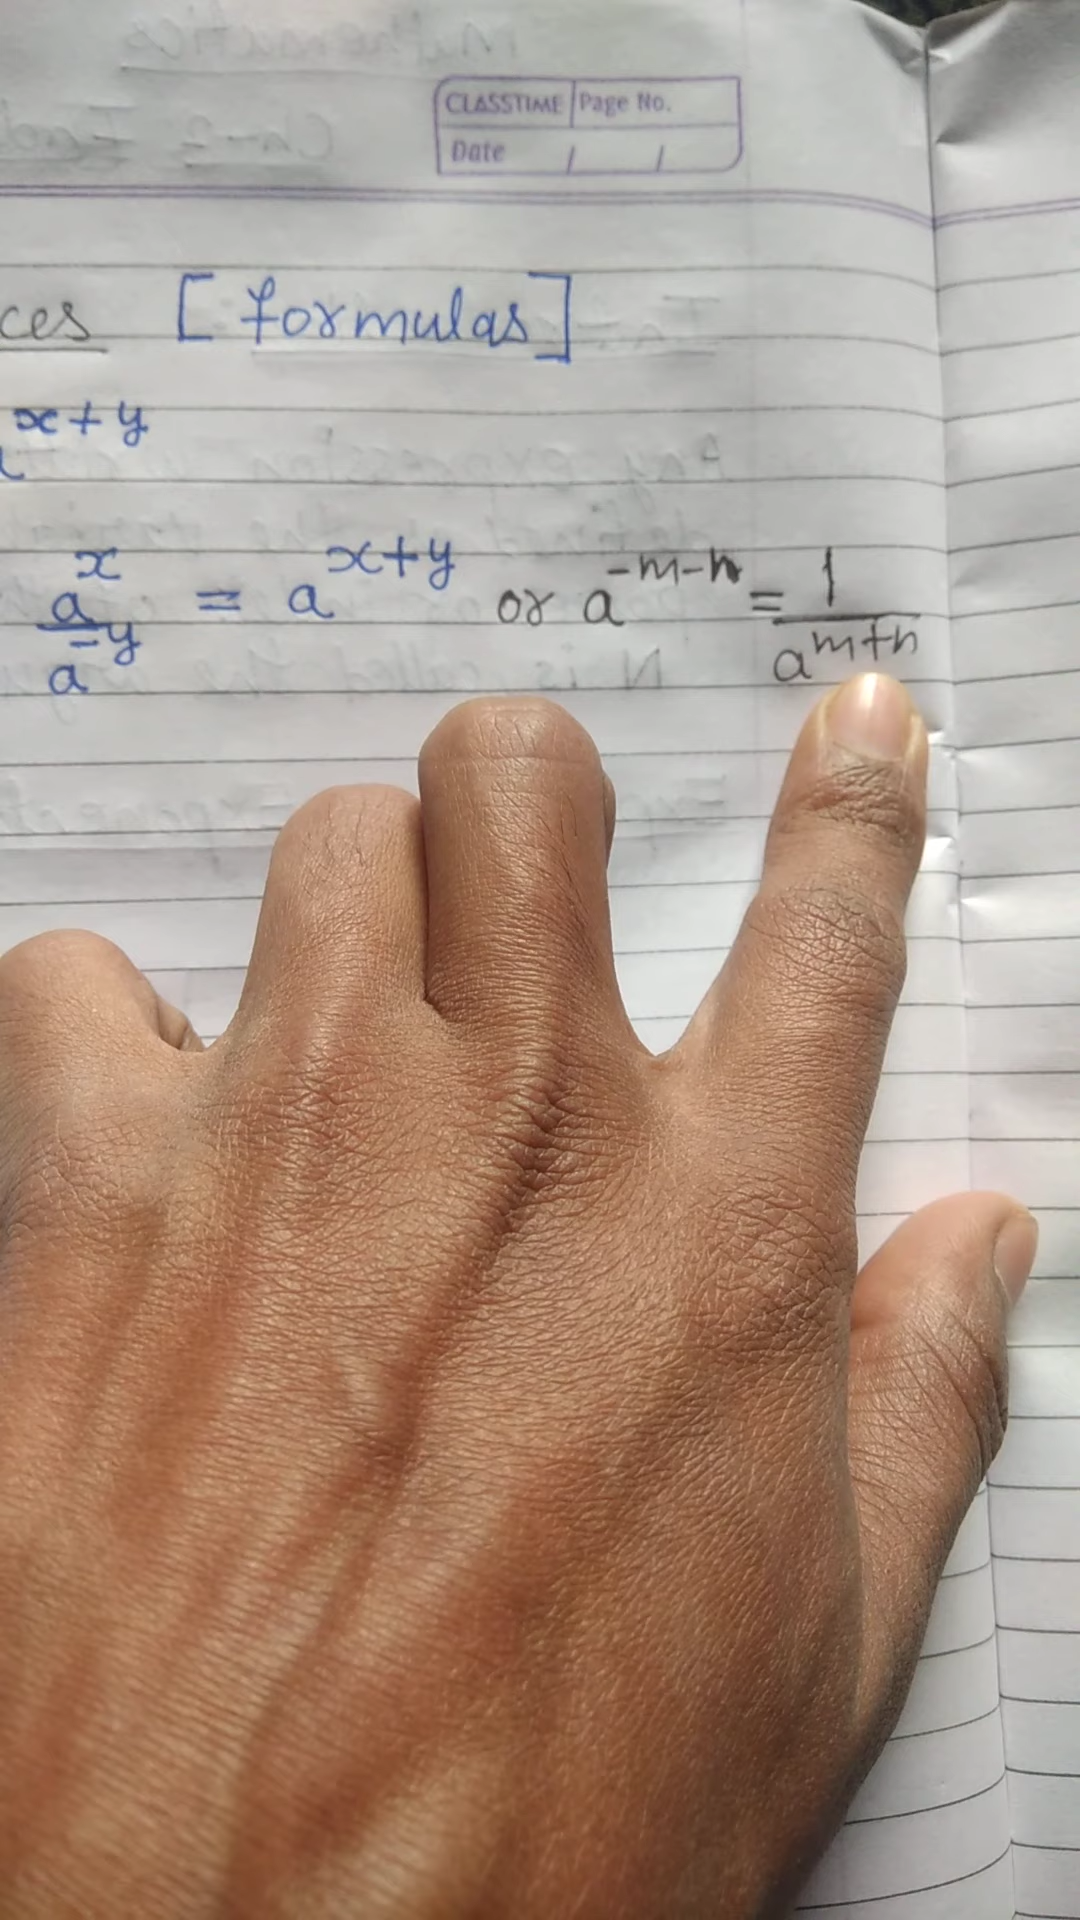 CLASSTIME Page No.
Date / /
ces [formulas]
x+y
a^x/a^-y = a^x+y or a^-m-n = 1/a^m+n